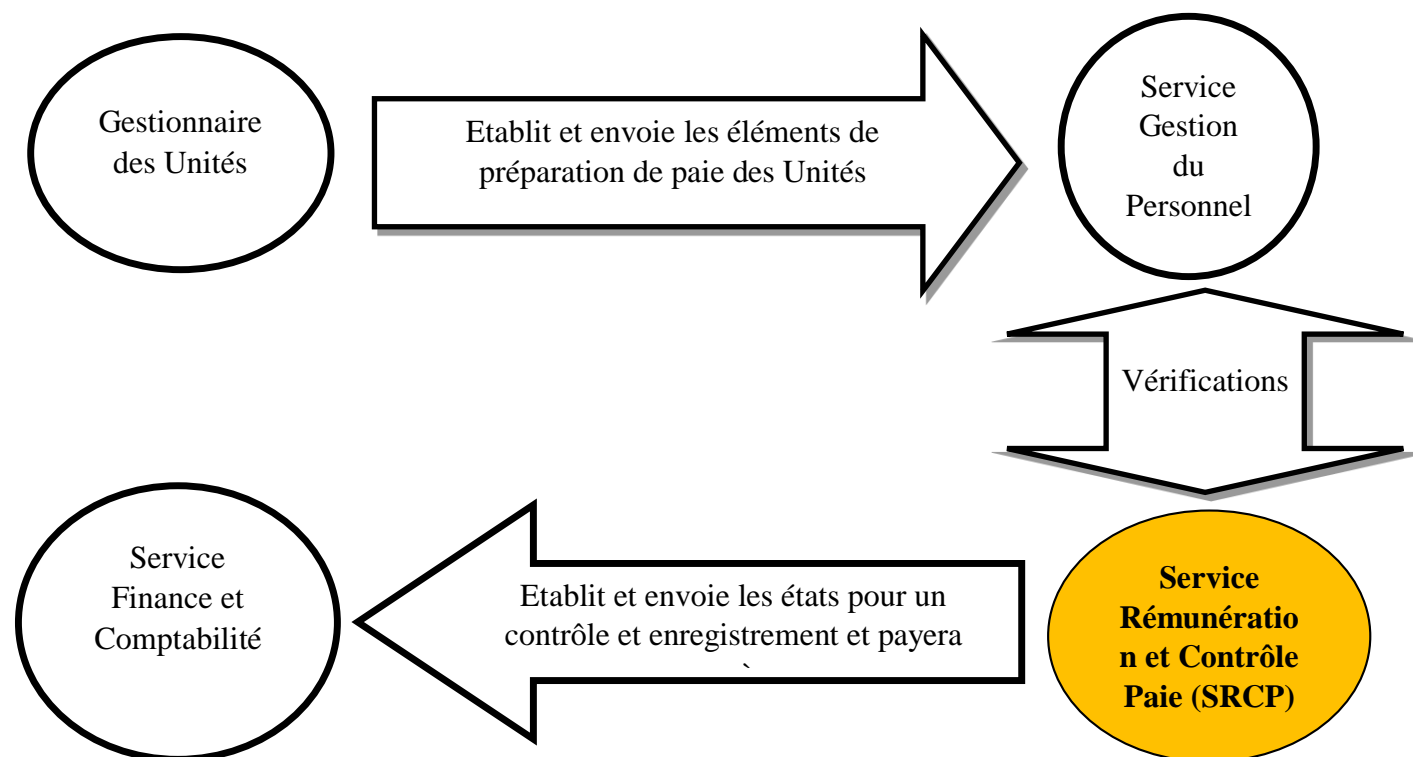 Gestionnaire
des Unités
Etablit et envoie les éléments de
préparation de paie des Unités
Service
Gestion
du
Personnel
Vérifications
Service
Finance et
Comptabilité
Etablit et envoie les états pour un
contrôle et enregistrement et payera
Service
Rémunératio
n et Contrôle
Paie (SRCP)